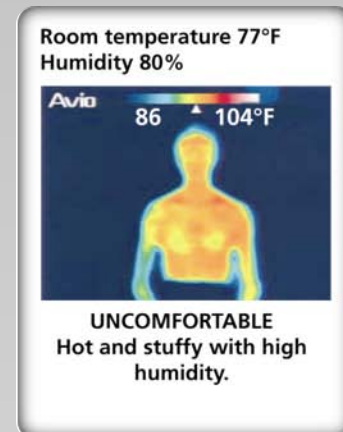 Room temperature 77°F
Humidity 80%
Avio
86 104°F
UNCOMFORTABLE
Hot and stuffy with high
humidity.